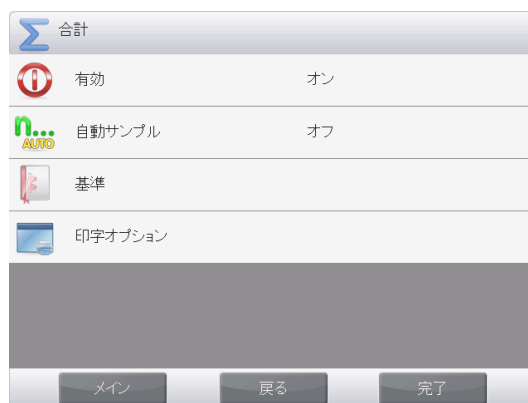 合計
有効 オン
n... AUTO 自動サンプル オフ
基準
印字オプション
メイン 戻る 完了